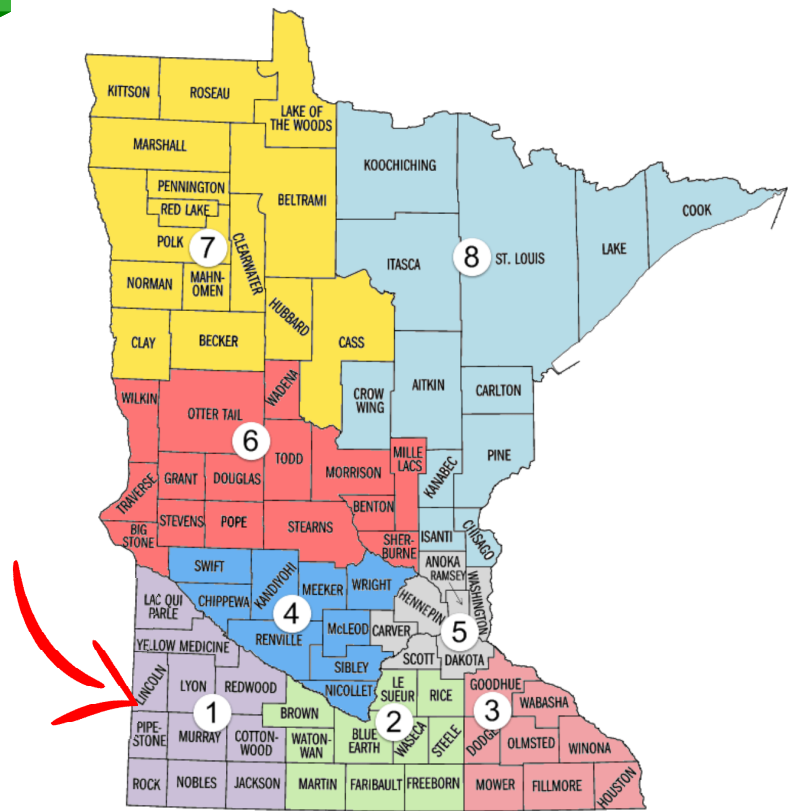 KITTSON
ROSEAU
LAKE OF
THE WOODS
MARSHALL
KOOCHICHING
PENNINGTON
BELTRAMI
RED LAKE
COOK
POLK
7
CLEARWATER
8
ST. LOUIS
LAKE
ITASCA
NORMAN
MAHN-
OMEN
HUBBARD
CLAY
BECKER
CASS
WADENA
AITKIN
CARLTON
WILKIN
CROW
WING
OTTER TAIL
6
TODD
MILLE
LACS
PINE
KANABEC
MORRISON
GRANT
DOUGLAS
TRAVERSE
BENTON
STEVENS
POPE
STEARNS
BIG
STONE
SHER-
BURNE
ISANTI
CHISAGO
SWIFT
KANDIYOHI
ANOKA
RAMSEY
WASHINGTON
MEEKER
WRIGHT
LAC QUI
PARLE
CHIPPEWA
4
HENNEPIN
RENVILLE
McLEOD
CARVER
5
YELLOW MEDICINE
SIBLEY
SCOTT
DAKOTA
LINCOLN
LYON
REDWOOD
NICOLLET
LE
SUEUR
RICE
GOODHUE
WABASHA
1
BROWN
2
3
PIPE-
STONE
MURRAY
COTTON-
WOOD
WATON-
WAN
BLUE
EARTH
WASECA
STEELE
DODGE
OLMSTED
WINONA
ROCK
NOBLES
JACKSON
MARTIN
FARIBAULT
FREEBORN
MOWER
FILLMORE
HOUSTON